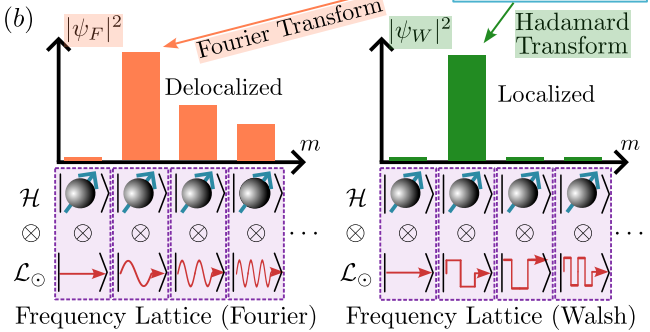 (b)
|ψ_F|²
Fourier Transform
Delocalized
m
ℋ
⊗ ⊗ ⊗ ⊗ ⊗ ...
ℒ_⊙
Frequency Lattice (Fourier)
|ψ_W|²
Hadamard
Transform
Localized
m
ℋ
⊗ ⊗ ⊗ ⊗ ⊗ ...
ℒ_⊙
Frequency Lattice (Walsh)